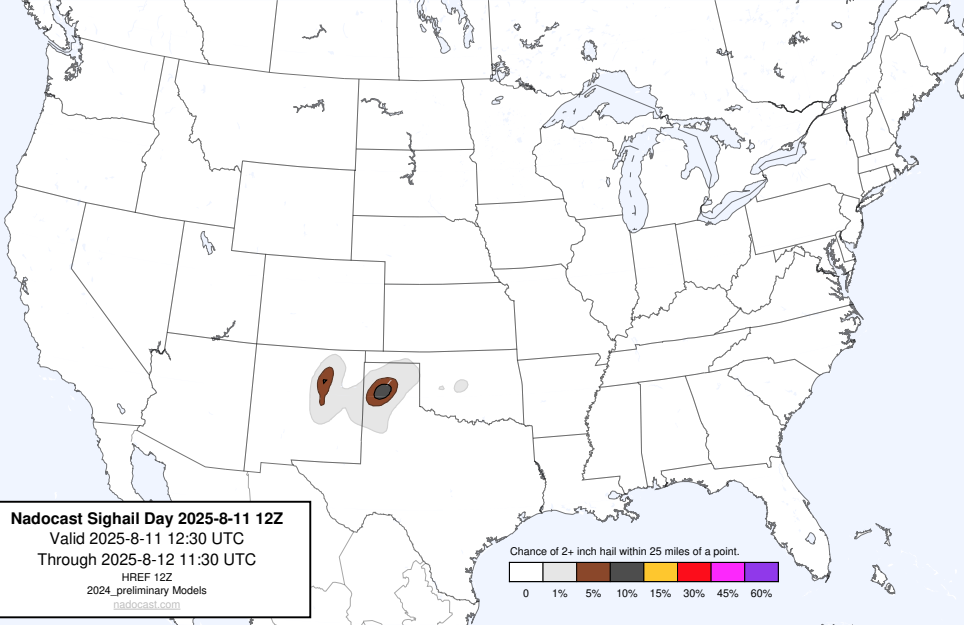 Nadocast Sighail Day 2025-8-11 12Z
Valid 2025-8-11 12:30 UTC
Through 2025-8-12 11:30 UTC
HREF 12Z
2024_preliminary Models
nadocast.com
Chance of 2+ inch hail within 25 miles of a point.
0 1% 5% 10% 15% 30% 45% 60%